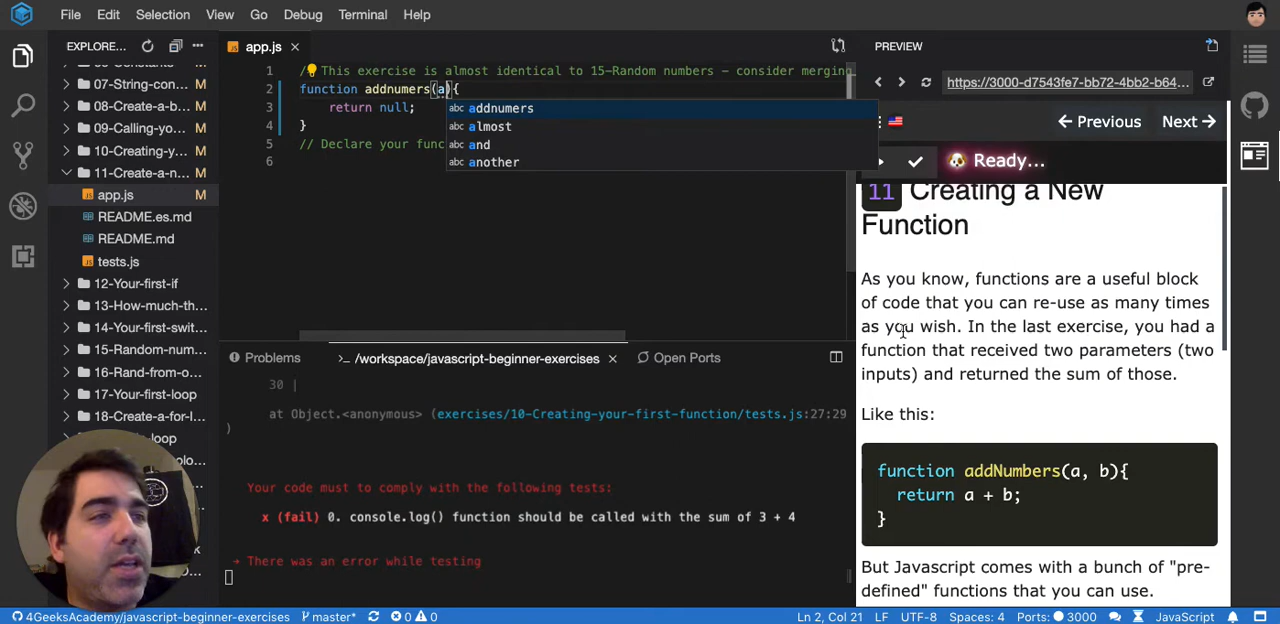 File Edit Selection View Go Debug Terminal Help
EXPLORE...
07-String-con...
M
08-Create-a-b...
M
09-Calling-yo...
M
10-Creating-y...
M
11-Create-a-n...
M
app.js
M
README.es.md
README.md
tests.js
12-Your-first-if
13-How-much-th...
14-Your-first-swit...
15-Random-num...
16-Rand-from-o...
17-Your-first-loop
18-Create-a-for-l...
app.js
1 / This exercise is almost identical to 15-Random numbers – consider merging
2 function addnumbers(a){
3 return null;
4 }
5 // Declare your func
6
abc addnumers
abc almost
abc and
abc another
Problems
/workspace/javascript-beginner-exercises
Open Ports
30 |
at Object.<anonymous> (exercises/10-Creating-your-first-function/tests.js:27:29
)
Your code must to comply with the following tests:
x (fail) 0. console.log() function should be called with the sum of 3 + 4
→ There was an error while testing
PREVIEW
https://3000-d7543fe7-bb72-4bb2-b64...
← Previous Next →
Ready...
11 Creating a New
Function
As you know, functions are a useful block
of code that you can re-use as many times
as you wish. In the last exercise, you had a
function that received two parameters (two
inputs) and returned the sum of those.
Like this:
function addNumbers(a, b){
return a + b;
}
But Javascript comes with a bunch of "pre-
defined" functions that you can use.
4GeeksAcademy/javascript-beginner-exercises master* 0 0 Ln 2, Col 21 LF UTF-8 Spaces: 4 Ports: 3000 JavaScript